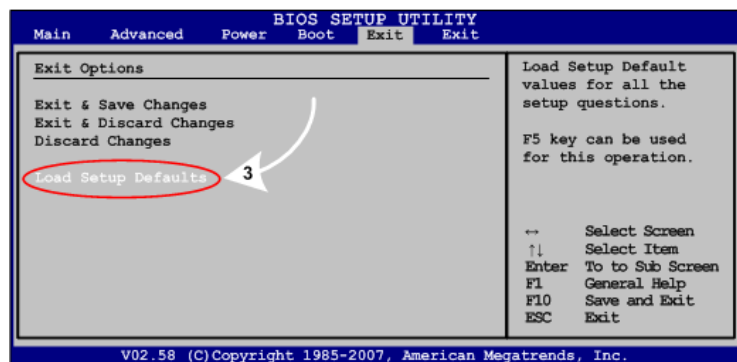 BIOS SETUP UTILITY
Main Advanced Power Boot Exit Exit
Exit Options
Exit & Save Changes
Exit & Discard Changes
Discard Changes
Load Setup Defaults
3
Load Setup Default
values for all the
setup questions.
F5 key can be used
for this operation.
↔ Select Screen
↑↓ Select Item
Enter To to Sub Screen
F1 General Help
F10 Save and Exit
ESC Exit
V02.58 (C)Copyright 1985-2007, American Megatrends, Inc.